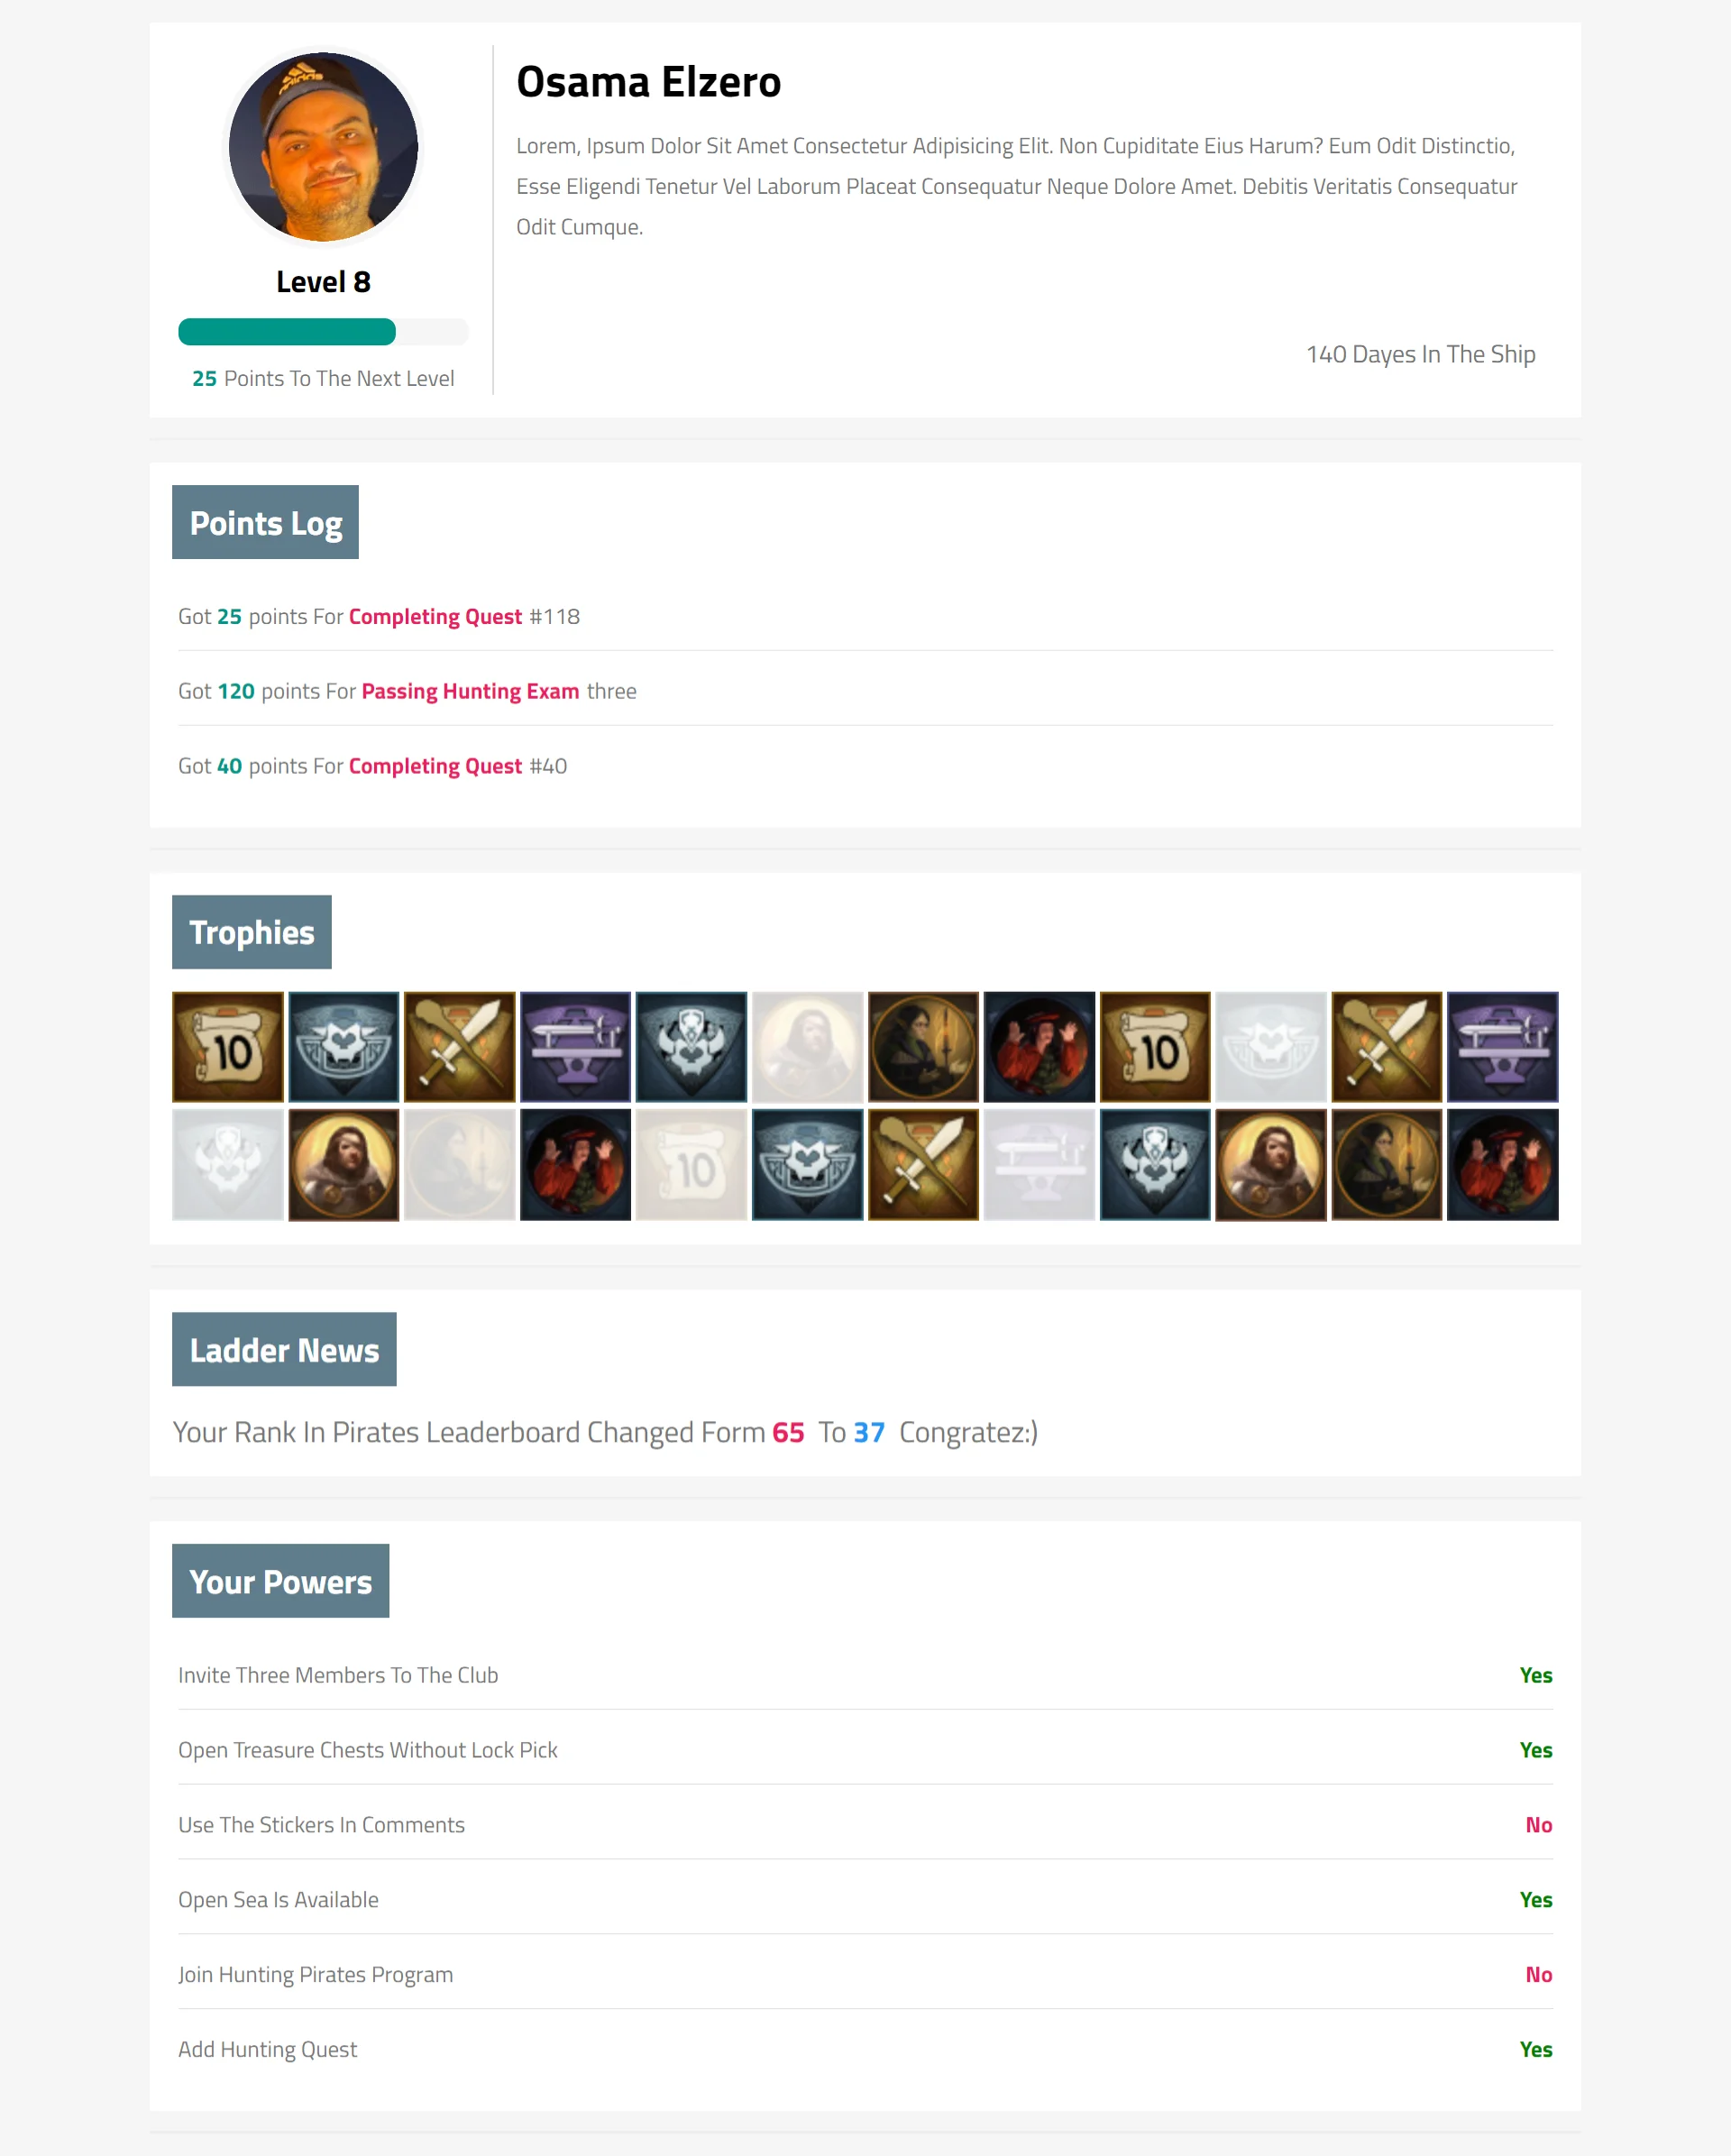 adidas
Osama Elzero
Lorem, Ipsum Dolor Sit Amet Consectetur Adipisicing Elit. Non Cupiditate Eius Harum? Eum Odit Distinctio,
Esse Eligendi Tenetur Vel Laborum Placeat Consequatur Neque Dolore Amet. Debitis Veritatis Consequatur
Odit Cumque.
Level 8
140 Dayes In The Ship
25 Points To The Next Level
Points Log
Got 25 points For Completing Quest #118
Got 120 points For Passing Hunting Exam three
Got 40 points For Completing Quest #40
Trophies
10
10
10
Ladder News
Your Rank In Pirates Leaderboard Changed Form 65 To 37 Congratez:)
Your Powers
Invite Three Members To The Club Yes
Open Treasure Chests Without Lock Pick Yes
Use The Stickers In Comments No
Open Sea Is Available Yes
Join Hunting Pirates Program No
Add Hunting Quest Yes